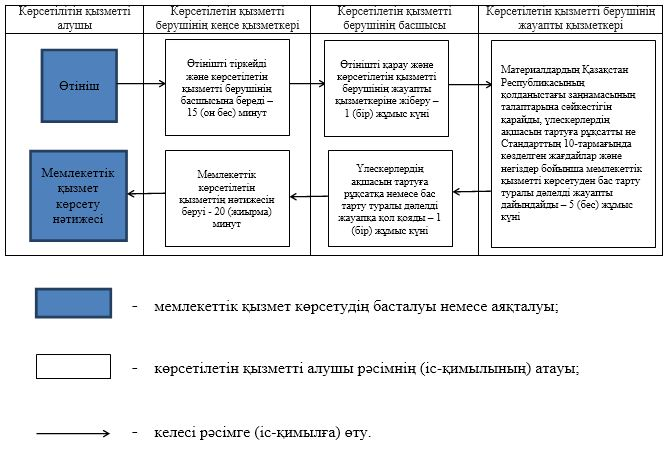 Көрсетілітін қызметті
алушы
Көрсетілетін қызметті
берушінің кеңсе қызметкері
Көрсетілетін қызметті
берушінің басшысы
Көрсетілетін қызметті берушінің
жауапты қызметкері
Өтініш
Өтінішті тіркейді
және көрсетілетін
қызметті берушінің
басшысына береді –
15 (он бес) минут
Өтінішті қарау және
көрсетілетін қызметті
берушінің жауапты
қызметкеріне жіберу –
1 (бір) жұмыс күні
Материалдардың Қазақстан
Республикасының
қолданыстағы заңнамасының
талаптарына сәйкестігін
қарайды, үлескерлердің
ақшасын тартуға рұқсатты не
Стандарттың 10-тармағында
көзделген жағдайлар және
негіздер бойынша мемлекеттік
қызметті көрсетуден бас тарту
туралы дәлелді жауапты
дайындайды – 5 (бес) жұмыс
күні
Мемлекеттік
қызмет
көрсету
нәтижесі
Мемлекеттік
көрсетілетін
қызметтің нәтижесін
беруі - 20 (жиырма)
минут
Үлескерлердің
ақшасын тартуға
рұқсатқа немесе бас
тарту туралы дәлелді
жауапқа қол қояды – 1
(бір) жұмыс күні
- мемлекеттік қызмет көрсетудің басталуы немесе аяқталуы;
- көрсетілетін қызметті алушы рәсімнің (іс-қимылының) атауы;
- келесі рәсімге (іс-қимылға) өту.